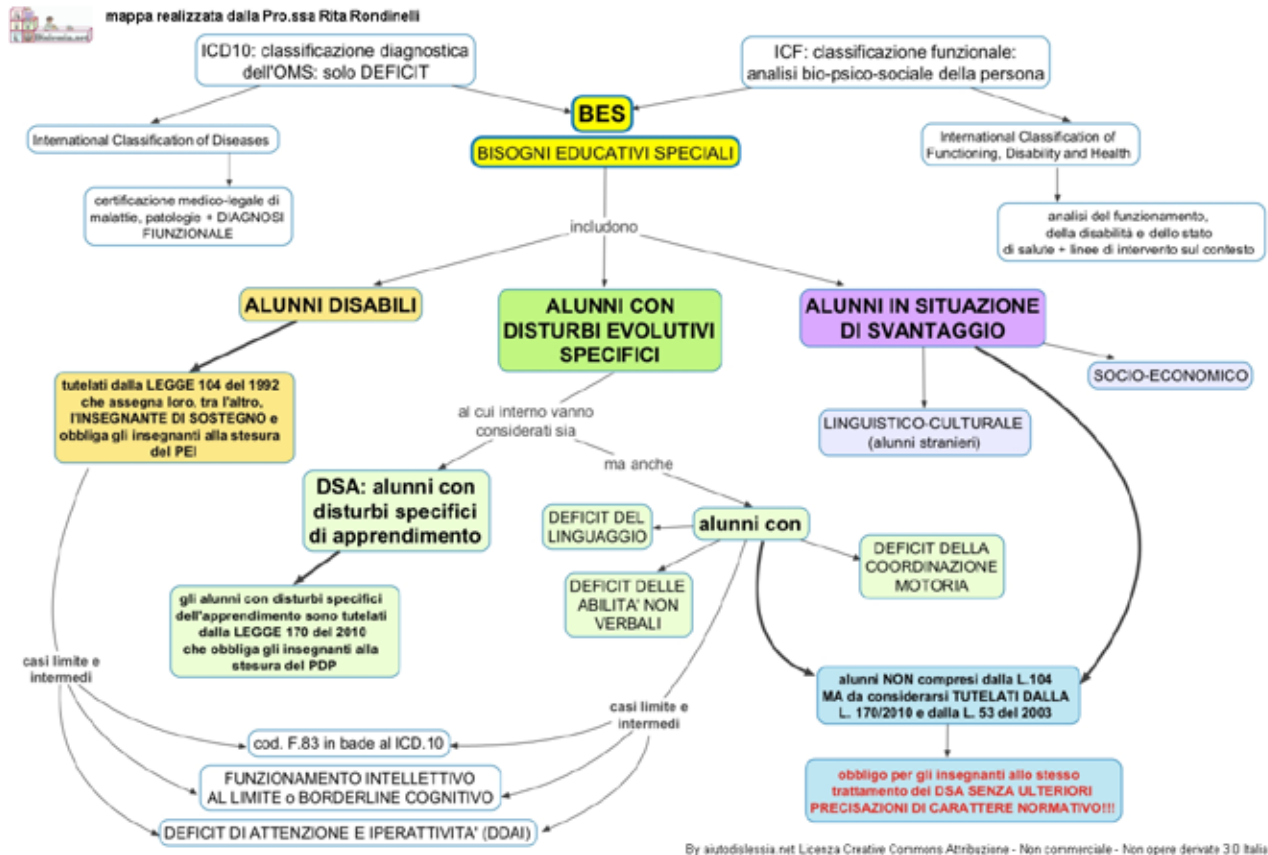 mappa realizzata dalla Pro.ssa Rita Rondinelli
Dislessia.net
ICD10: classificazione diagnostica
dell'OMS: solo DEFICIT
ICF: classificazione funzionale:
analisi bio-psico-sociale della persona
BES
BISOGNI EDUCATIVI SPECIALI
International Classification of Diseases
International Classification of
Functioning, Disability and Health
certificazione medico-legale di
malattie, patologie + DIAGNOSI
FIUNZIONALE
analisi del funzionamento,
della disabilità e dello stato
di salute + linee di intervento sul contesto
includono
ALUNNI DISABILI
ALUNNI CON
DISTURBI EVOLUTIVI
SPECIFICI
ALUNNI IN SITUAZIONE
DI SVANTAGGIO
tutelati dalla LEGGE 104 del 1992
che assegna loro, tra l'altro,
l'INSEGNANTE DI SOSTEGNO e
obbliga gli insegnanti alla stesura
del PEI
SOCIO-ECONOMICO
LINGUISTICO-CULTURALE
(alunni stranieri)
al cui interno vanno
considerati sia
ma anche
DSA: alunni con
disturbi specifici
di apprendimento
alunni con
DEFICIT DEL
LINGUAGGIO
DEFICIT DELLE
ABILITA' NON
VERBALI
DEFICIT DELLA
COORDINAZIONE
MOTORIA
gli alunni con disturbi specifici
dell'apprendimento sono tutelati
dalla LEGGE 170 del 2010
che obbliga gli insegnanti alla
stesura del PDP
casi limite e
intermedi
casi limite e
intermedi
alunni NON compresi dalla L.104
MA da considerarsi TUTELATI DALLA
L. 170/2010 e dalla L. 53 del 2003
cod. F.83 in bade al ICD.10
FUNZIONAMENTO INTELLETTIVO
AL LIMITE o BORDERLINE COGNITIVO
DEFICIT DI ATTENZIONE E IPERATTIVITA' (DDAI)
obbligo per gli insegnanti allo stesso
trattamento dei DSA SENZA ULTERIORI
PRECISAZIONI DI CARATTERE NORMATIVO!!!
By aiutodislessia.net Licenza Creative Commons Attribuzione - Non commerciale - Non opere derivate 3.0 Italia